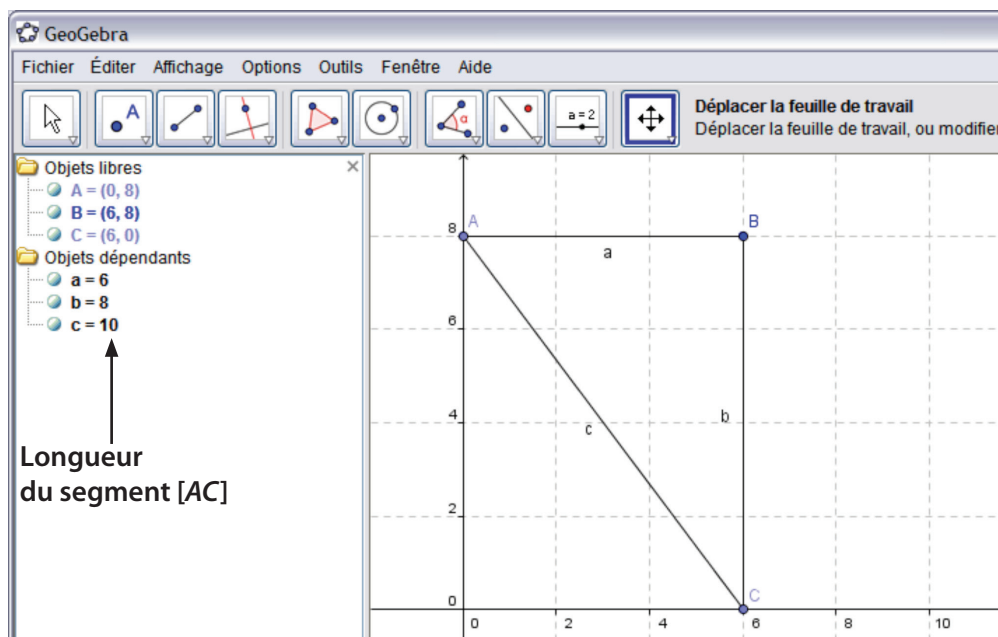 GeoGebra
Fichier Éditer Affichage Options Outils Fenêtre Aide
A
α
a = 2
Déplacer la feuille de travail
Déplacer la feuille de travail, ou modifier
Objets libres
A = (0, 8)
B = (6, 8)
C = (6, 0)
Objets dépendants
a = 6
b = 8
c = 10
Longueur
du segment [AC]
A
B
8
a
6
4
c
b
2
C
0
0 2 4 6 8 10